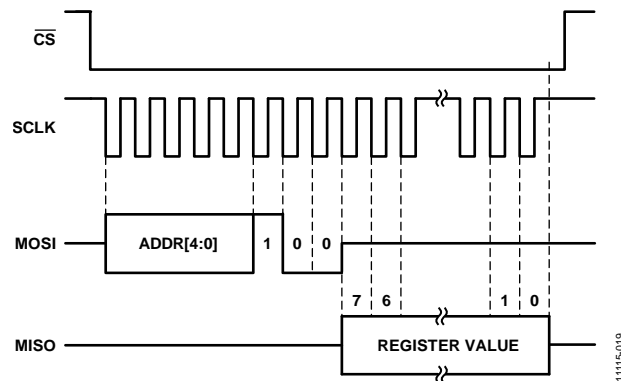 CS
SCLK
MOSI ADDR[4:0] 1 0 0
7 6 1 0
MISO REGISTER VALUE
11115-019